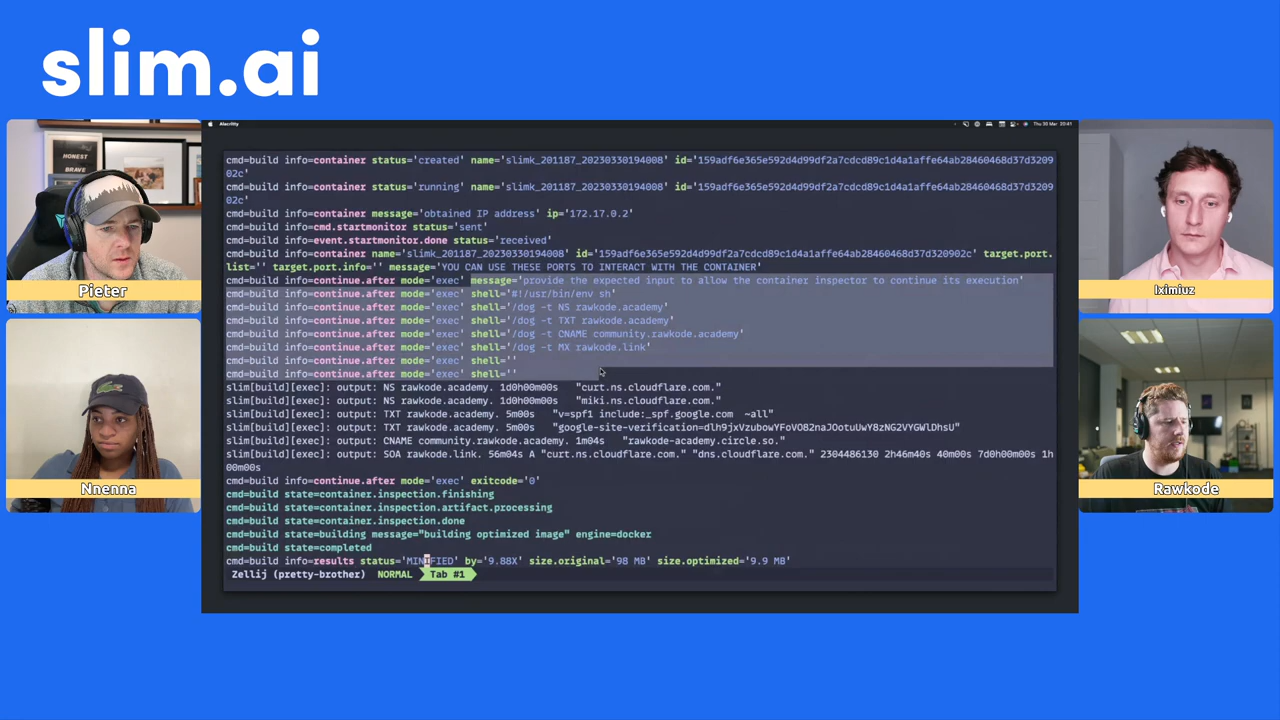 slim.ai
HONEST
BRAVE
Pieter
Nnenna
Iximiuz
Rawkode
Alacritty
Thu 30 Mar 20:41
cmd=build info=container status='created' name='slimk_201187_20230330194008' id='159adf6e365e592d4d99df2a7cdcd89c1d4a1affe64ab28460468d37d3209
02c'
cmd=build info=container status='running' name='slimk_201187_20230330194008' id='159adf6e365e592d4d99df2a7cdcd89c1d4a1affe64ab28460468d37d3209
02c'
cmd=build info=container message='obtained IP address' ip='172.17.0.2'
cmd=build info=cmd.startmonitor status='sent'
cmd=build info=event.startmonitor.done status='received'
cmd=build info=container name='slimk_201187_20230330194008' id='159adf6e365e592d4d99df2a7cdcd89c1d4a1affe64ab28460468d37d320902c' target.port.
list='' target.port.info='' message='YOU CAN USE THESE PORTS TO INTERACT WITH THE CONTAINER'
cmd=build info=continue.after mode='exec' message='provide the expected input to allow the container inspector to continue its execution'
cmd=build info=continue.after mode='exec' shell='#!/usr/bin/env sh'
cmd=build info=continue.after mode='exec' shell='/dog -t NS rawkode.academy'
cmd=build info=continue.after mode='exec' shell='/dog -t TXT rawkode.academy'
cmd=build info=continue.after mode='exec' shell='/dog -t CNAME community.rawkode.academy'
cmd=build info=continue.after mode='exec' shell='/dog -t MX rawkode.link'
cmd=build info=continue.after mode='exec' shell=''
cmd=build info=continue.after mode='exec' shell=''
slim[build][exec]: output: NS rawkode.academy. 1d0h00m00s "curt.ns.cloudflare.com."
slim[build][exec]: output: NS rawkode.academy. 1d0h00m00s "miki.ns.cloudflare.com."
slim[build][exec]: output: TXT rawkode.academy. 5m00s "v=spf1 include:_spf.google.com ~all"
slim[build][exec]: output: TXT rawkode.academy. 5m00s "google-site-verification=dlh9jxVzubowYFoVO82naJOotuUwY8zNG2VYGWlDhsU"
slim[build][exec]: output: CNAME community.rawkode.academy. 1m04s "rawkode-academy.circle.so."
slim[build][exec]: output: SOA rawkode.link. 56m04s A "curt.ns.cloudflare.com." "dns.cloudflare.com." 2304486130 2h46m40s 40m00s 7d0h00m00s 1h
00m00s
cmd=build info=continue.after mode='exec' exitcode='0'
cmd=build state=container.inspection.finishing
cmd=build state=container.inspection.artifact.processing
cmd=build state=container.inspection.done
cmd=build state=building message="building optimized image" engine=docker
cmd=build state=completed
cmd=build info=results status='MINIFIED' by='9.88X' size.original='98 MB' size.optimized='9.9 MB'
Zellij (pretty-brother) NORMAL Tab #1